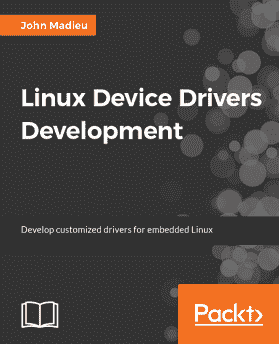 John Madieu
Linux Device Drivers
Development
Develop customized drivers for embedded Linux
Packt>